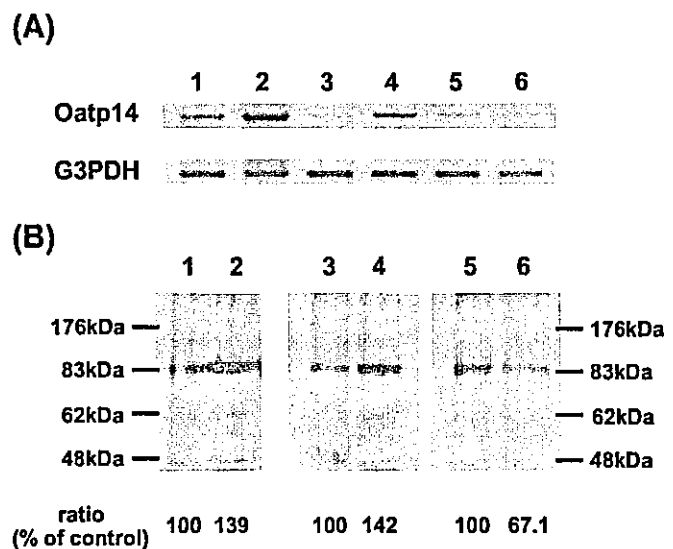 (A)
1 2 3 4 5 6
Oatp14
G3PDH
(B)
1 2 3 4 5 6
176kDa 176kDa
83kDa 83kDa
62kDa 62kDa
48kDa 48kDa
ratio
(% of control) 100 139 100 142 100 67.1